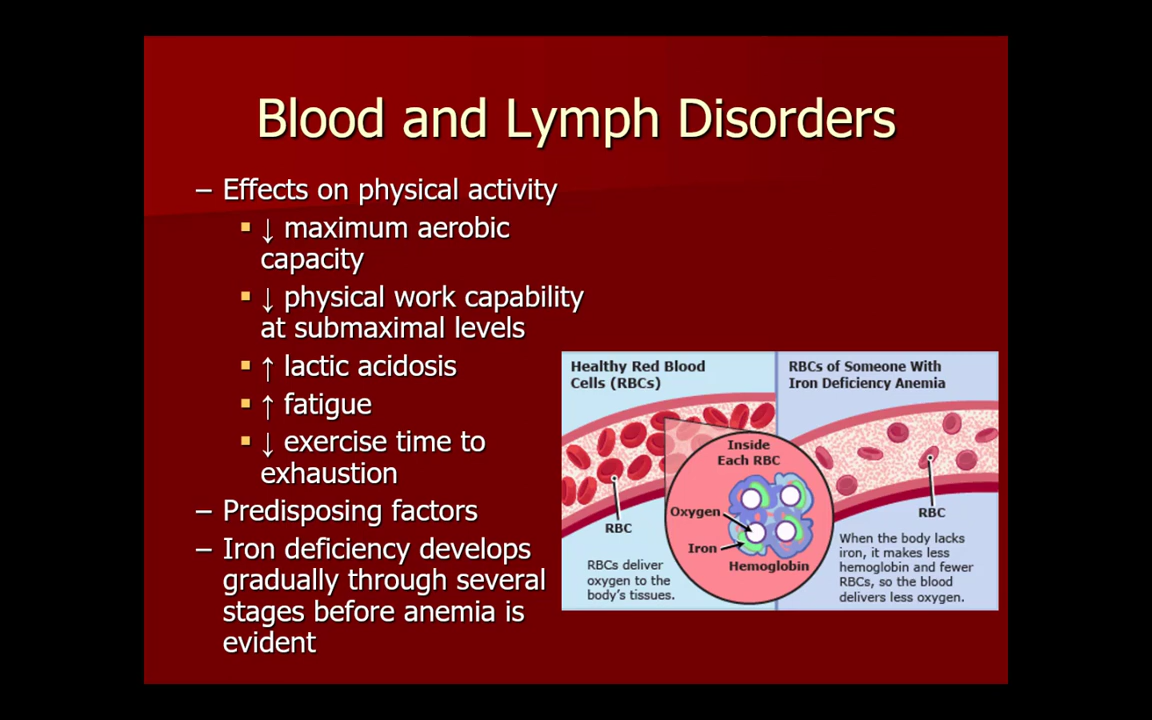 Blood and Lymph Disorders
– Effects on physical activity
▪ ↓ maximum aerobic
capacity
▪ ↓ physical work capability
at submaximal levels
▪ ↑ lactic acidosis
▪ ↑ fatigue
▪ ↓ exercise time to
exhaustion
– Predisposing factors
– Iron deficiency develops
gradually through several
stages before anemia is
evident
Healthy Red Blood
Cells (RBCs)
RBC
RBCs deliver
oxygen to the
body's tissues.
Inside
Each RBC
Oxygen
Iron
Hemoglobin
RBCs of Someone With
Iron Deficiency Anemia
RBC
When the body lacks
iron, it makes less
hemoglobin and fewer
RBCs, so the blood
delivers less oxygen.